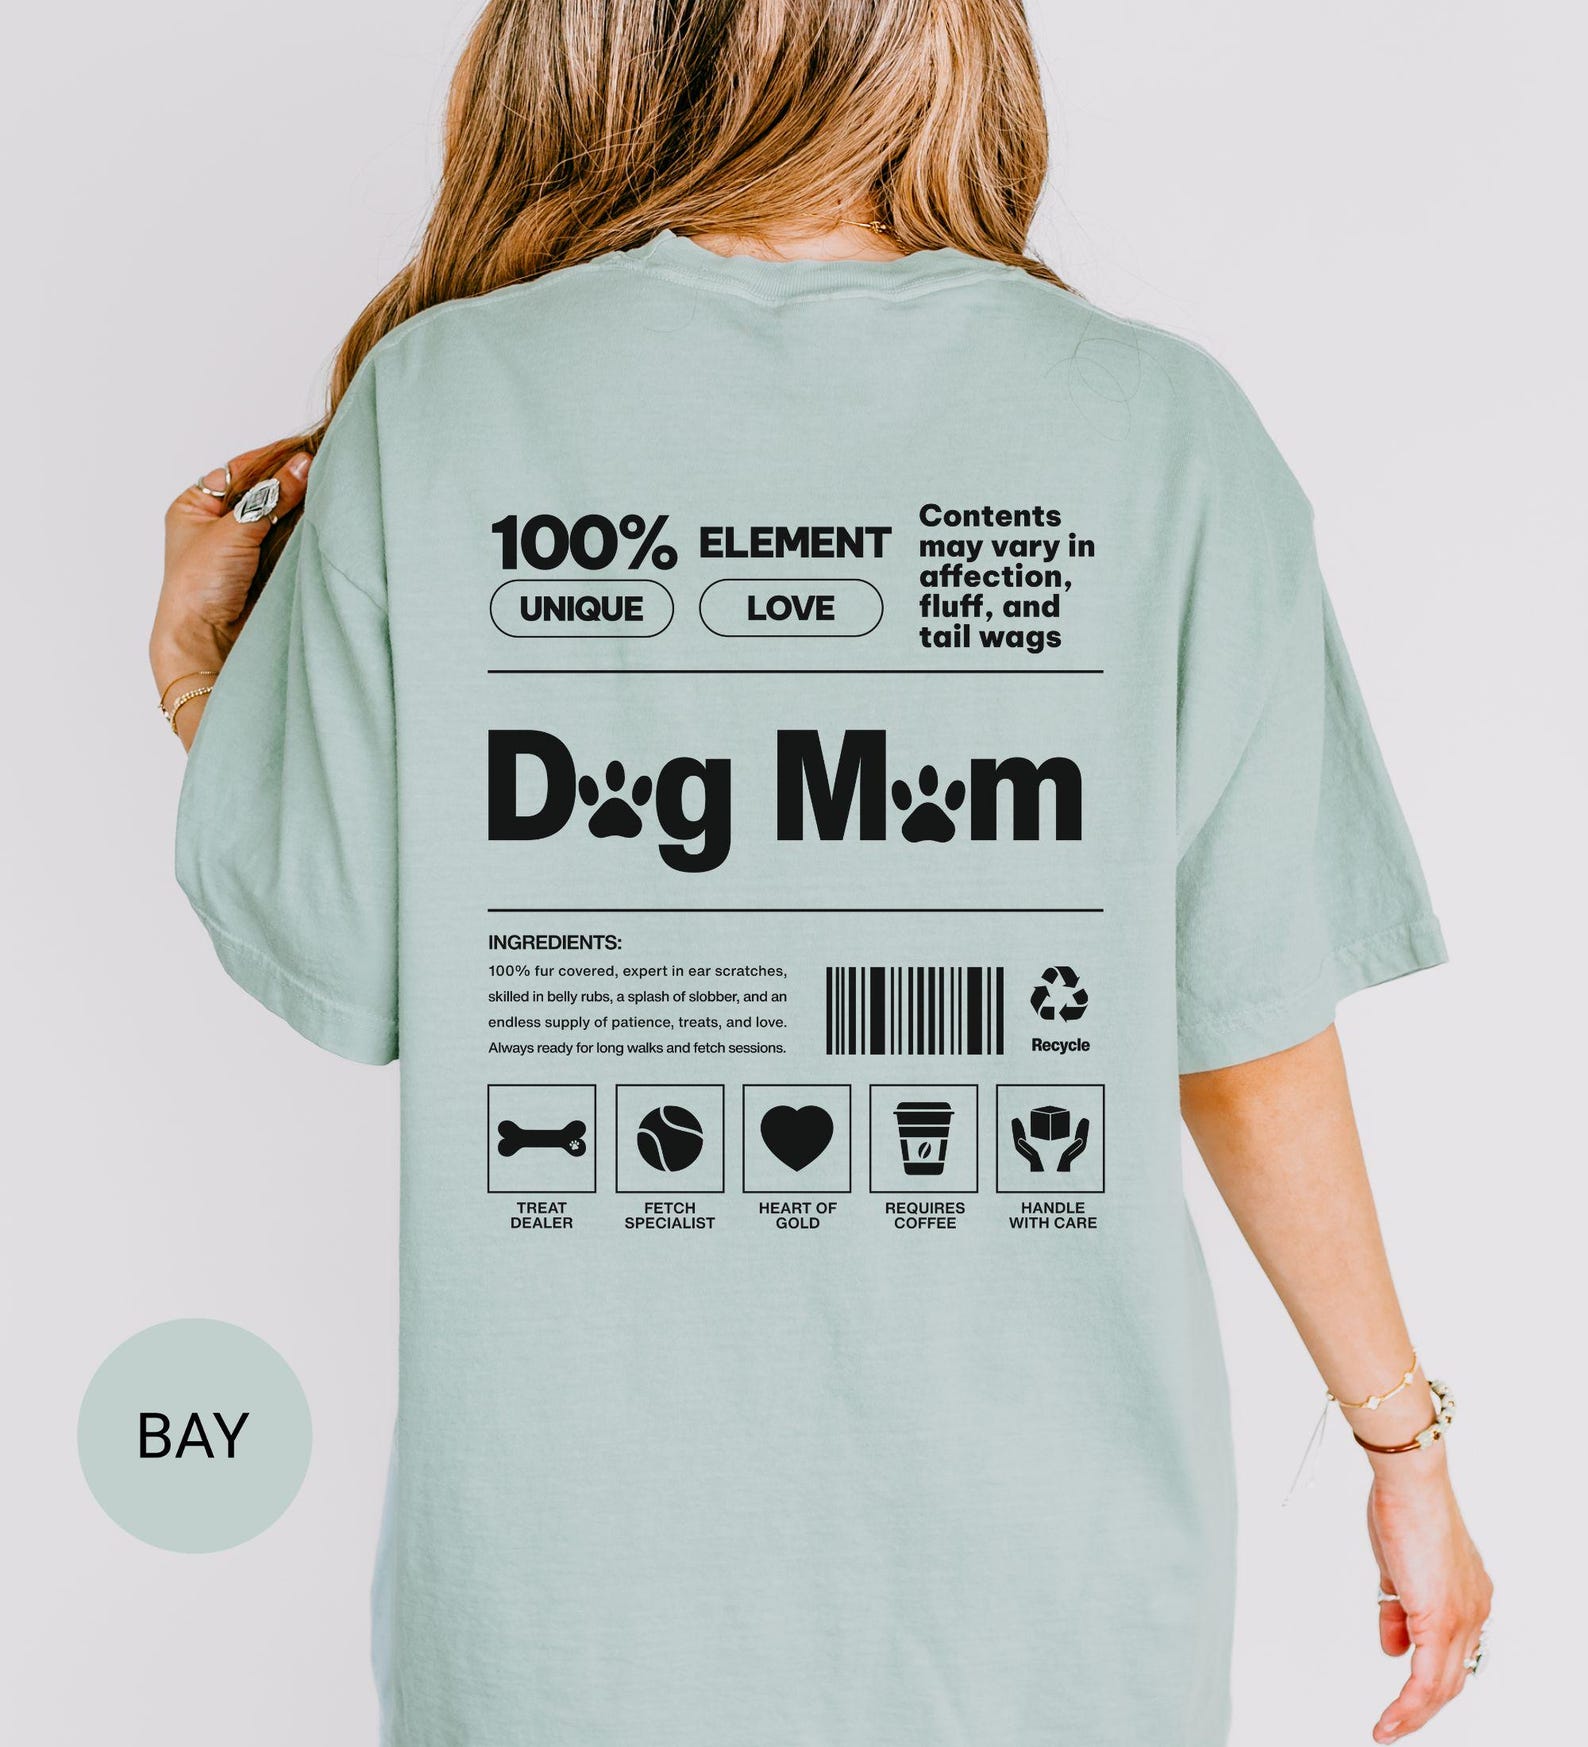 100%
UNIQUE
ELEMENT
LOVE
Contents
may vary in
affection,
fluff, and
tail wags
Dog Mom
INGREDIENTS:
100% fur covered, expert in ear scratches,
skilled in belly rubs, a splash of slobber, and an
endless supply of patience, treats, and love.
Always ready for long walks and fetch sessions.
Recycle
TREAT
DEALER
FETCH
SPECIALIST
HEART OF
GOLD
REQUIRES
COFFEE
HANDLE
WITH CARE
BAY